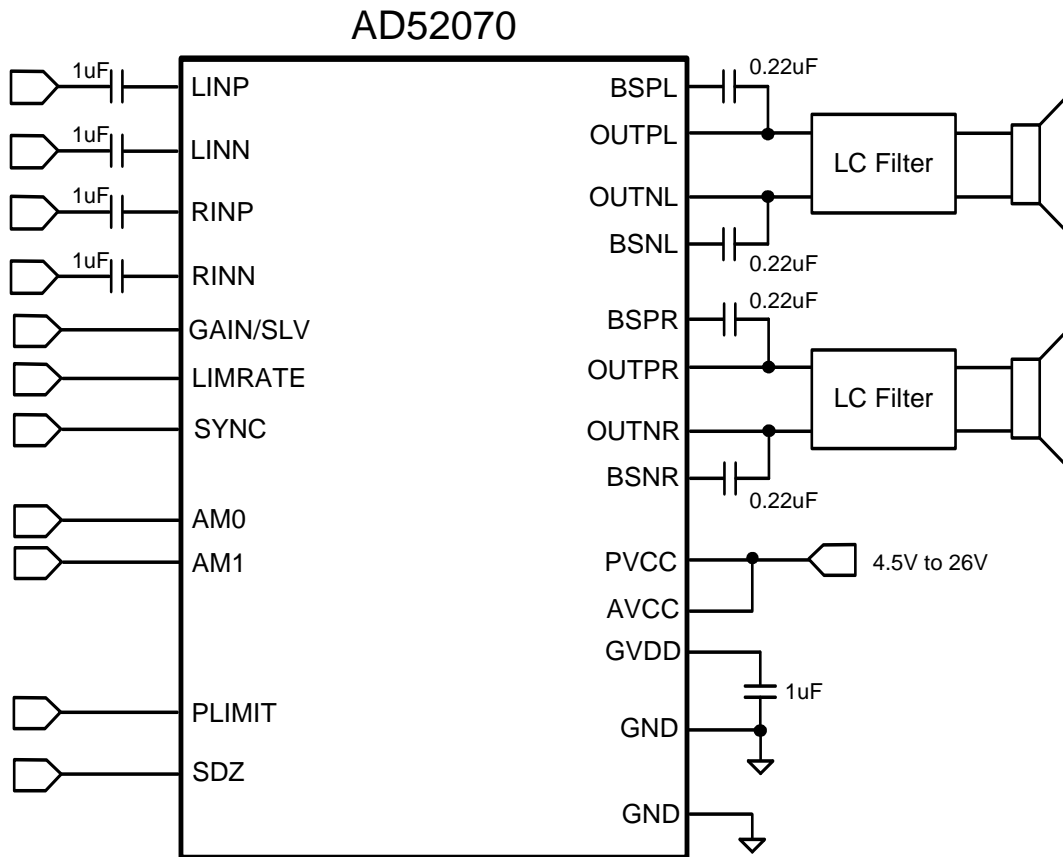 AD52070
1uF
LINP
BSPL
0.22uF
OUTPL
1uF
LINN
LC Filter
1uF
RINP
OUTNL
BSNL
0.22uF
1uF
RINN
0.22uF
BSPR
GAIN/SLV
OUTPR
LIMRATE
LC Filter
SYNC
OUTNR
BSNR
0.22uF
AM0
AM1
PVCC
4.5V to 26V
AVCC
GVDD
1uF
PLIMIT
GND
SDZ
GND